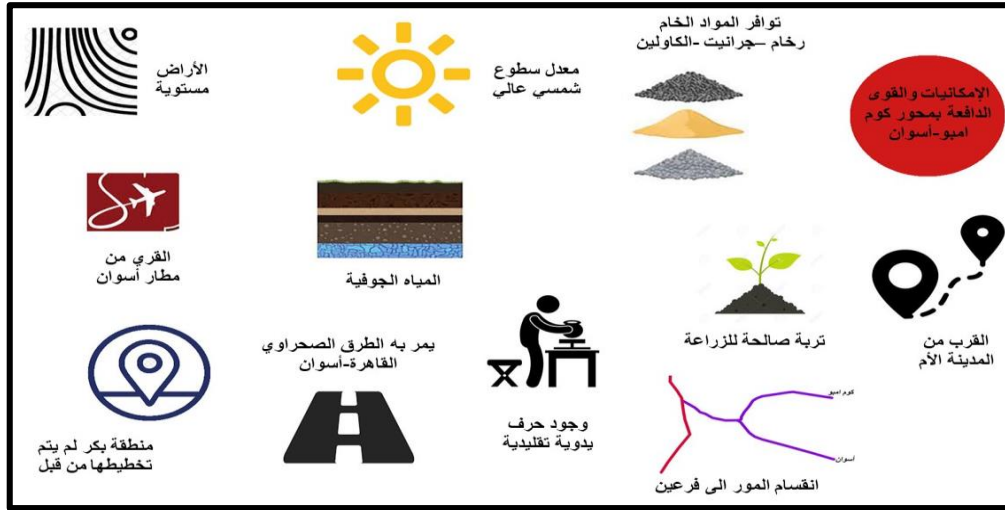 الإمكانيات والقوى
الدافعة بمحور كوم
امبو-أسوان
توافر المواد الخام
رخام –جرانيت -الكاولين
معدل سطوع
شمسي عالي
الأراض
مستوية
القرب من
المدينة الأم
تربة صالحة للزراعة
المياه الجوفية
القري من
مطار أسوان
وجود حرف
يدوية تقليدية
يمر به الطرق الصحراوي
القاهرة-أسوان
منطقة بكر لم يتم
تخطيطها من قبل
كوم امبو
أسوان
انقسام المور الى فرعين